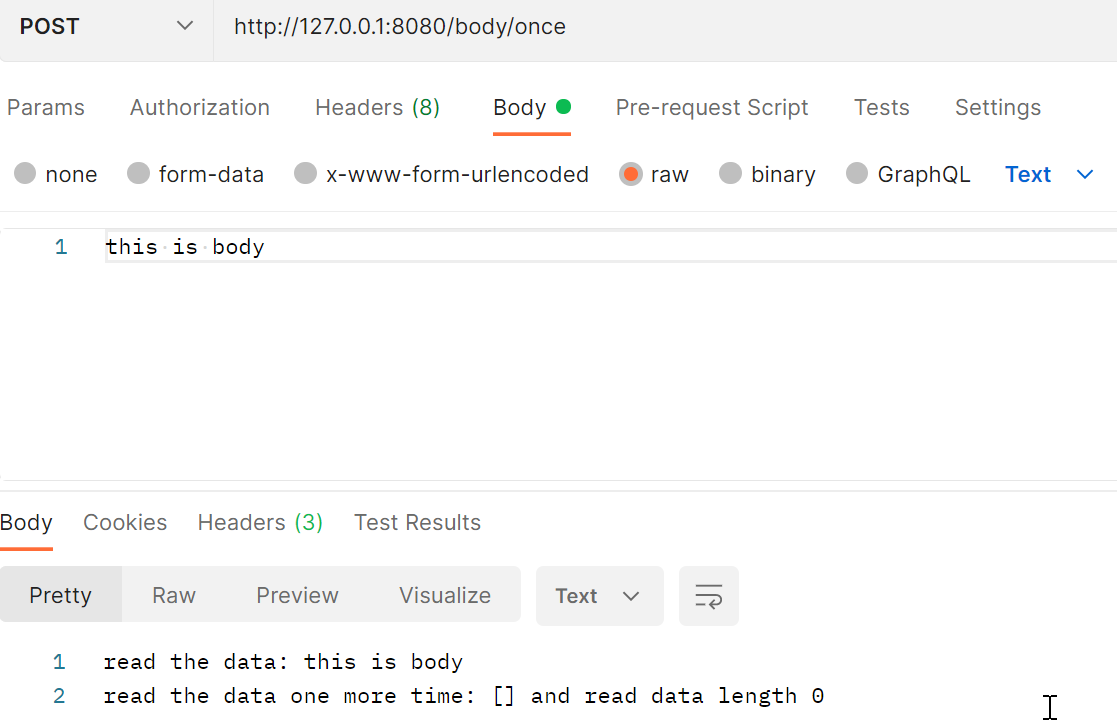 POST http://127.0.0.1:8080/body/once
Params Authorization Headers (8) Body Pre-request Script Tests Settings
none form-data x-www-form-urlencoded raw binary GraphQL Text
1 this is body
Body Cookies Headers (3) Test Results
Pretty Raw Preview Visualize Text
1 read the data: this is body
2 read the data one more time: [] and read data length 0